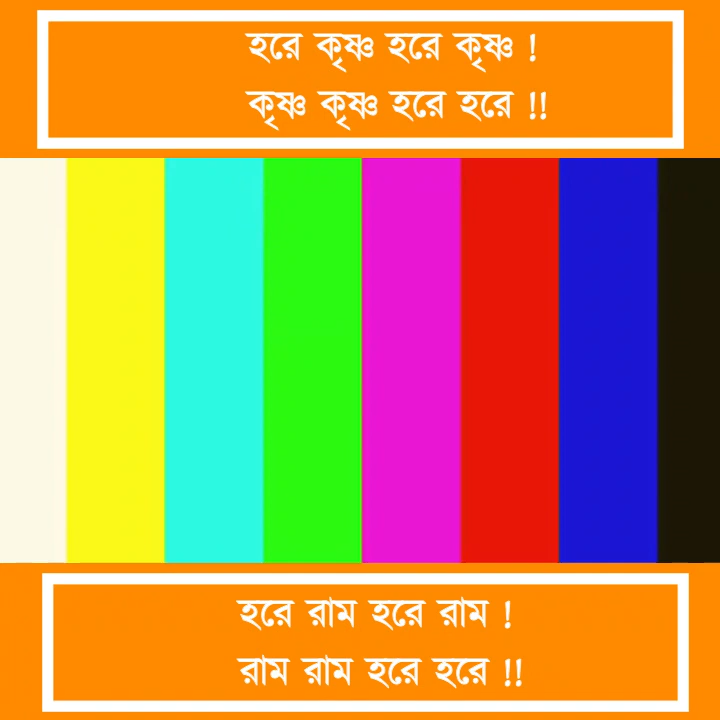 হরে কৃষ্ণ হরে কৃষ্ণ !
কৃষ্ণ কৃষ্ণ হরে হরে !!
হরে রাম হরে রাম !
রাম রাম হরে হরে !!